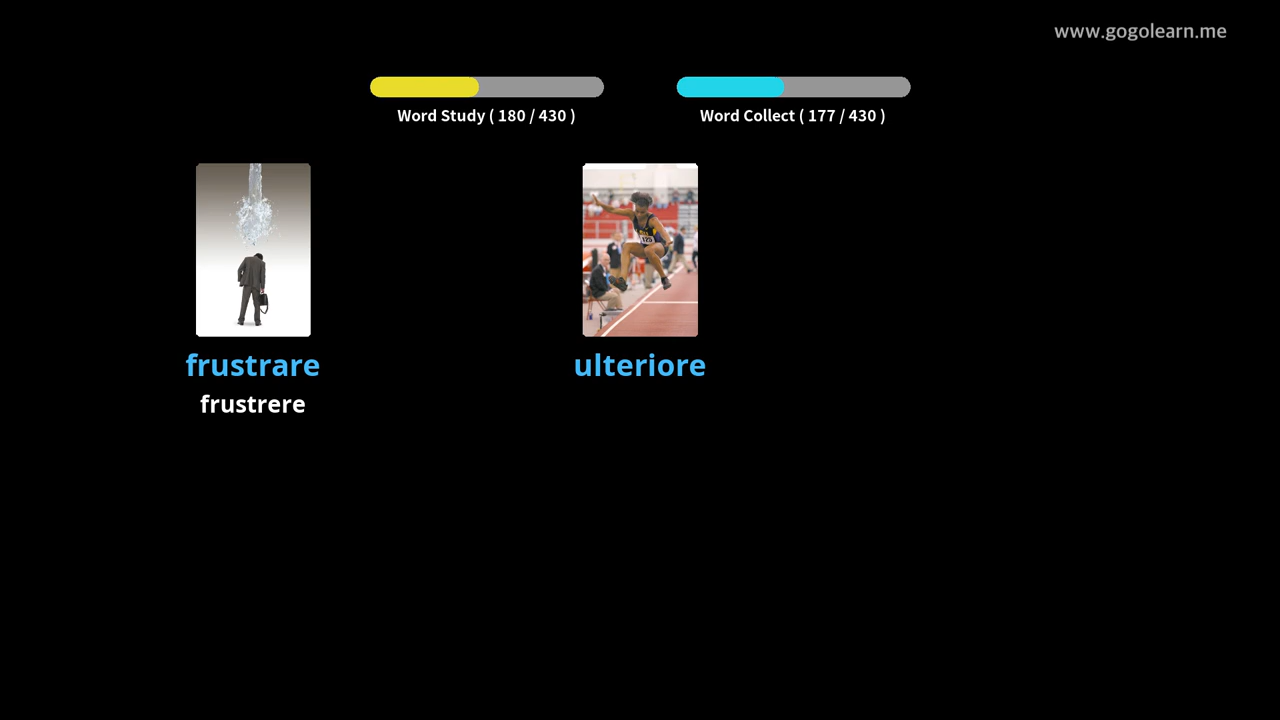 www.gogolearn.me
Word Study ( 180 / 430 )
Word Collect ( 177 / 430 )
frustrare
ulteriore
frustrere